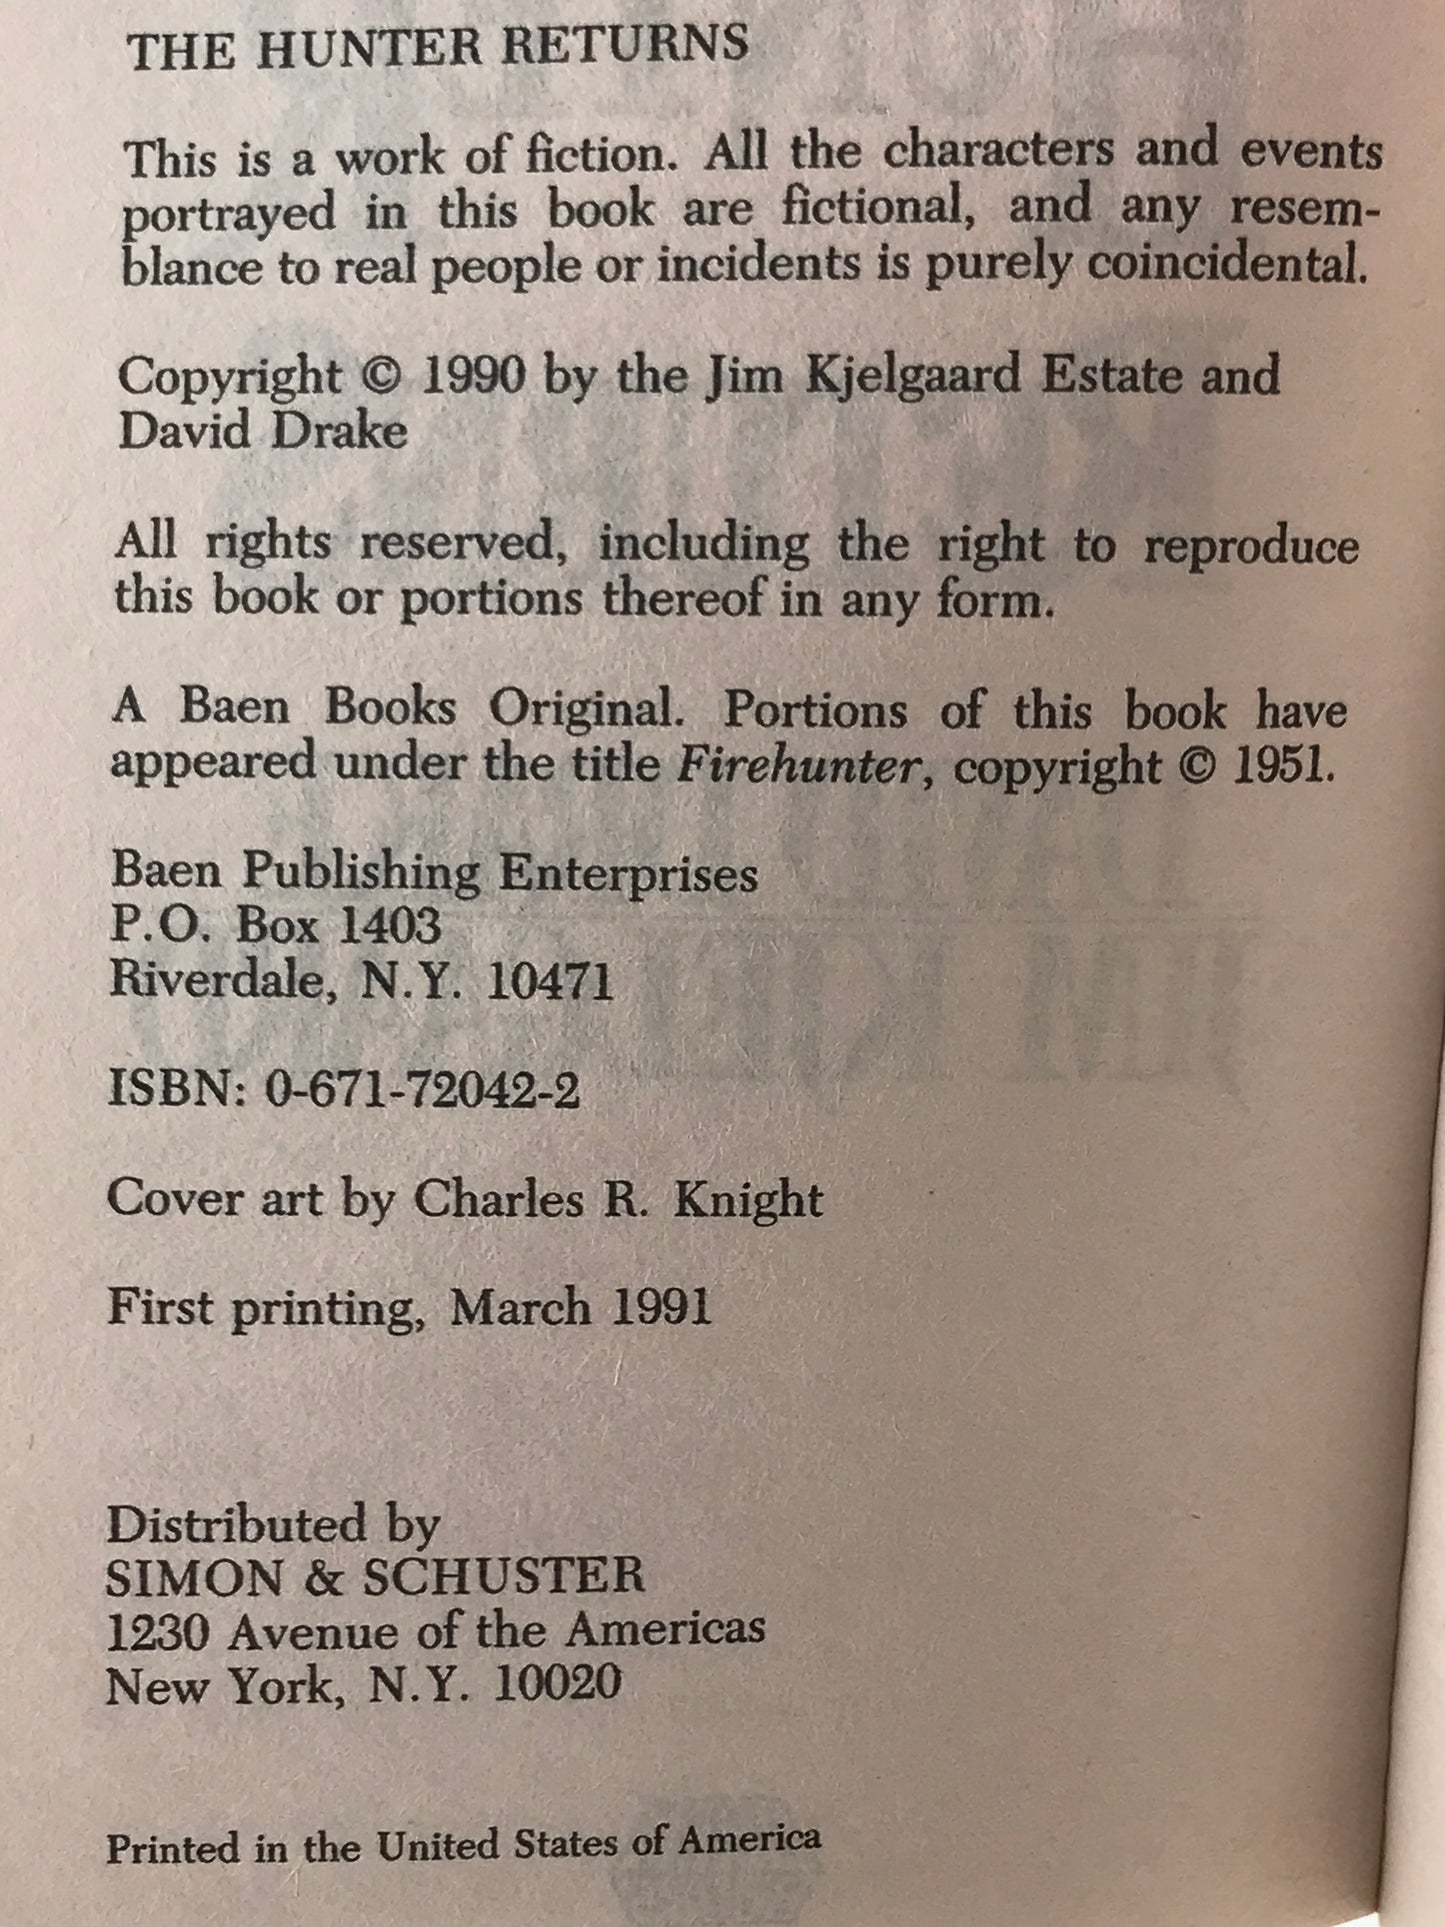 THE HUNTER RETURNS
This is a work of fiction. All the characters and events
portrayed in this book are fictional, and any resem-
blance to real people or incidents is purely coincidental.
Copyright © 1990 by the Jim Kjelgaard Estate and
David Drake
All rights reserved, including the right to reproduce
this book or portions thereof in any form.
A Baen Books Original. Portions of this book have
appeared under the title Firehunter, copyright © 1951.
Baen Publishing Enterprises
P.O. Box 1403
Riverdale, N.Y. 10471
ISBN: 0-671-72042-2
Cover art by Charles R. Knight
First printing, March 1991
Distributed by
SIMON & SCHUSTER
1230 Avenue of the Americas
New York, N.Y. 10020
Printed in the United States of America